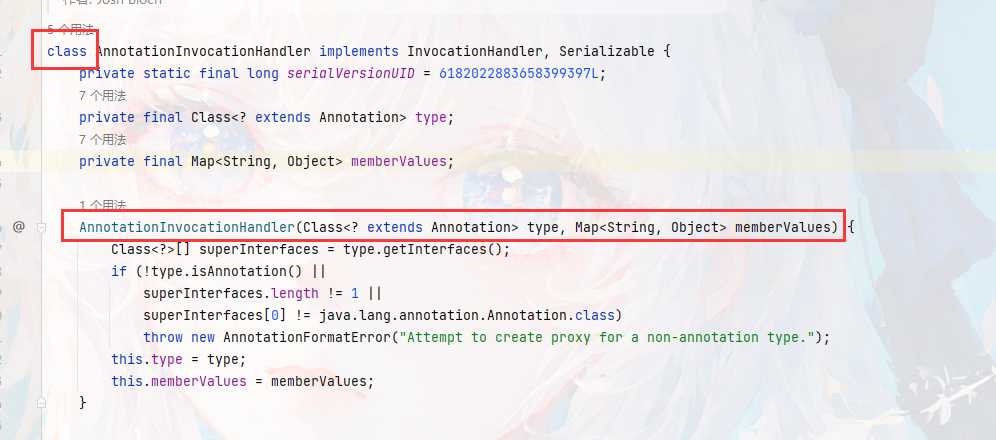 作者: Josh Bloch
5 个用法
class AnnotationInvocationHandler implements InvocationHandler, Serializable {
private static final long serialVersionUID = 6182022883658399397L;
7 个用法
private final Class<? extends Annotation> type;
7 个用法
private final Map<String, Object> memberValues;
1 个用法
@ AnnotationInvocationHandler(Class<? extends Annotation> type, Map<String, Object> memberValues) {
Class<?>[] superInterfaces = type.getInterfaces();
if (!type.isAnnotation() ||
superInterfaces.length != 1 ||
superInterfaces[0] != java.lang.annotation.Annotation.class)
throw new AnnotationFormatError("Attempt to create proxy for a non-annotation type.");
this.type = type;
this.memberValues = memberValues;
}